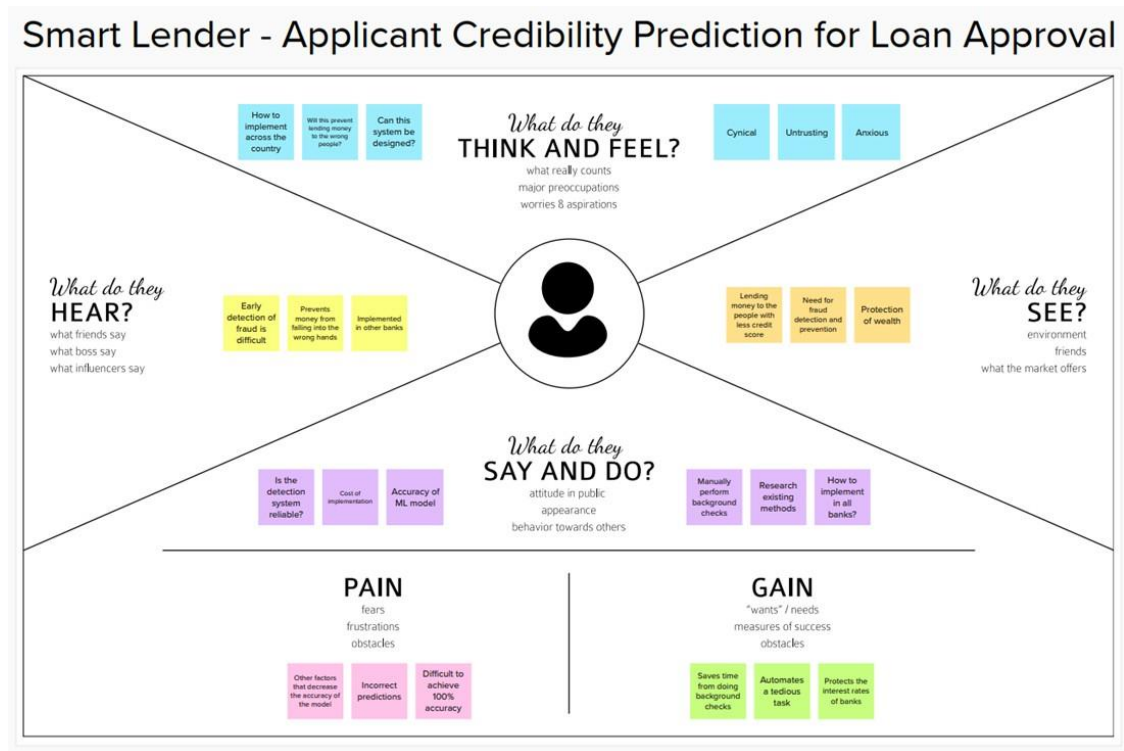 Smart Lender - Applicant Credibility Prediction for Loan Approval
How to
implement
across the
country
Will this prevent
lending money
to the wrong
people?
Can this
system be
designed?
What do they
THINK AND FEEL?
what really counts
major preoccupations
worries & aspirations
Cynical
Untrusting
Anxious
What do they
HEAR?
what friends say
what boss say
what influencers say
Early
detection of
fraud is
difficult
Prevents
money from
falling into the
wrong hands
Implemented
in other banks
Lending
money to the
people with
less credit
score
Need for
fraud
detection and
prevention
Protection
of wealth
What do they
SEE?
environment
friends
what the market offers
Is the
detection
system
reliable?
Cost of
implementation
Accuracy of
ML model
What do they
SAY AND DO?
attitude in public
appearance
behavior towards others
Manually
perform
background
checks
Research
existing
methods
How to
implement
in all
banks?
PAIN
fears
frustrations
obstacles
Other factors
that decrease
the accuracy of
the model
Incorrect
predictions
Difficult to
achieve
100%
accuracy
GAIN
"wants" / needs
measures of success
obstacles
Saves time
from doing
background
checks
Automates
a tedious
task
Protects the
interest rates
of banks